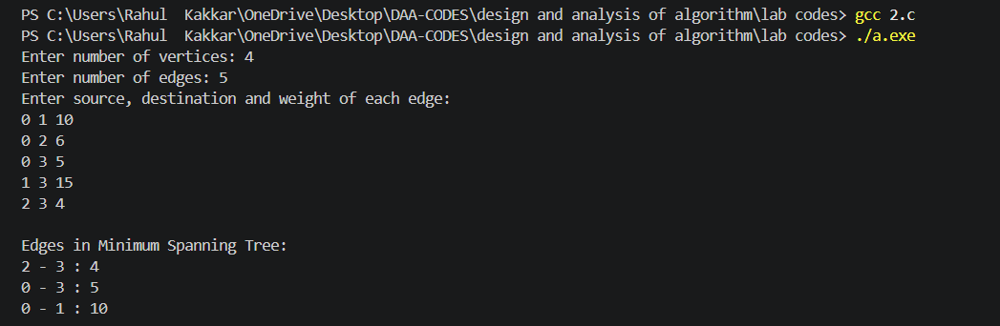 PS C:\Users\Rahul  Kakkar\OneDrive\Desktop\DAA-CODES\design and analysis of algorithm\lab codes> gcc 2.c
PS C:\Users\Rahul  Kakkar\OneDrive\Desktop\DAA-CODES\design and analysis of algorithm\lab codes> ./a.exe
Enter number of vertices: 4
Enter number of edges: 5
Enter source, destination and weight of each edge:
0 1 10
0 2 6
0 3 5
1 3 15
2 3 4
Edges in Minimum Spanning Tree:
2 - 3 : 4
0 - 3 : 5
0 - 1 : 10